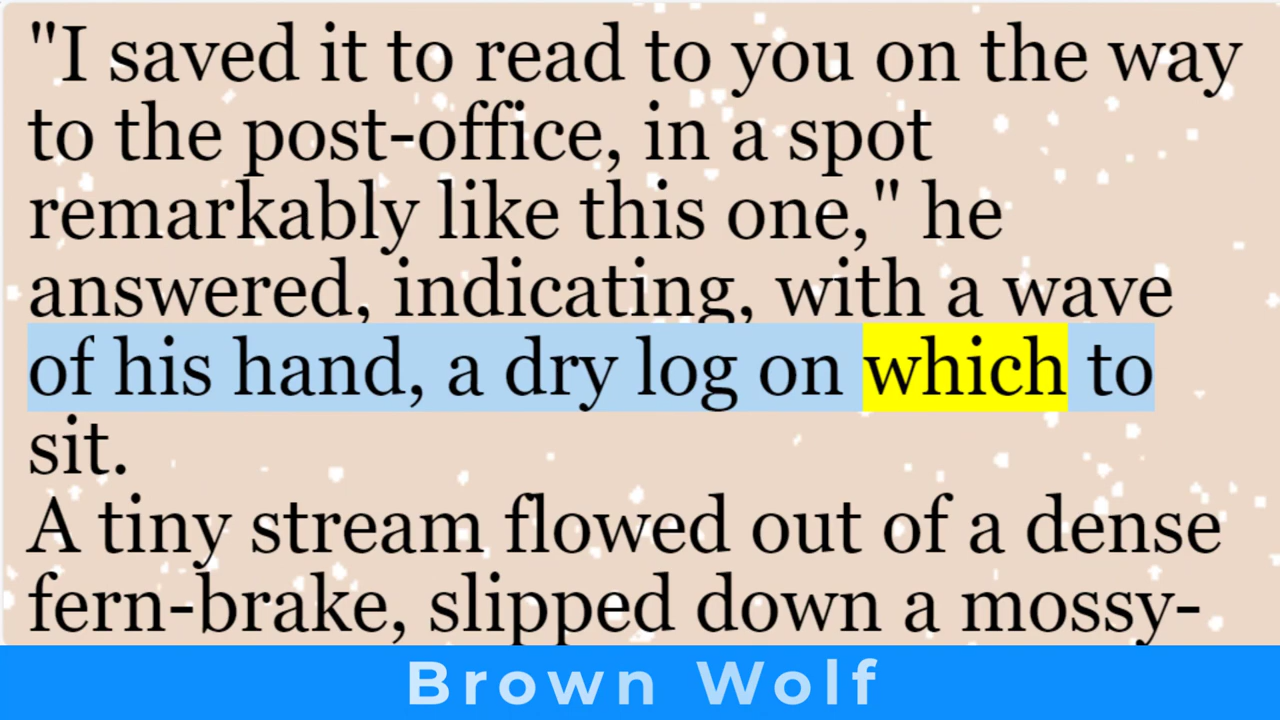 "I saved it to read to you on the way
to the post-office, in a spot
remarkably like this one," he
answered, indicating, with a wave
of his hand, a dry log on which to
sit.
A tiny stream flowed out of a dense
fern-brake, slipped down a mossy-
Brown Wolf